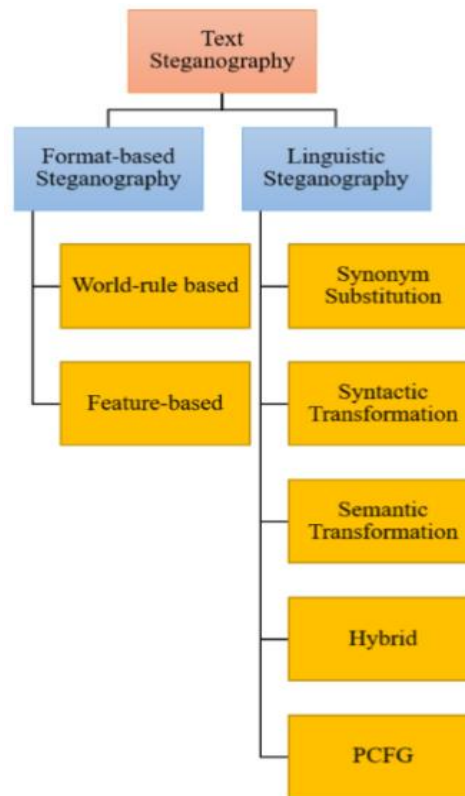 Text
Steganography
Format-based
Steganography
Linguistic
Steganography
World-rule based
Feature-based
Synonym
Substitution
Syntactic
Transformation
Semantic
Transformation
Hybrid
PCFG